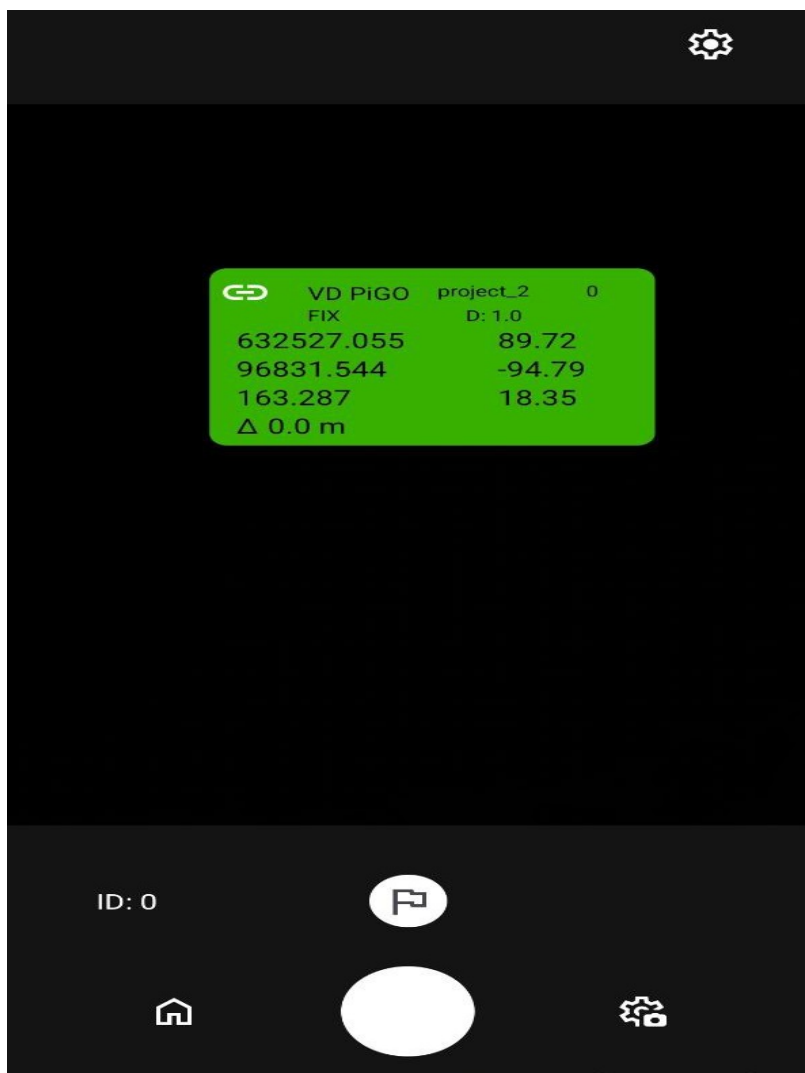 VD PiGO project_2 0
FIX D: 1.0
632527.055 89.72
96831.544 -94.79
163.287 18.35
Δ 0.0 m
ID: 0